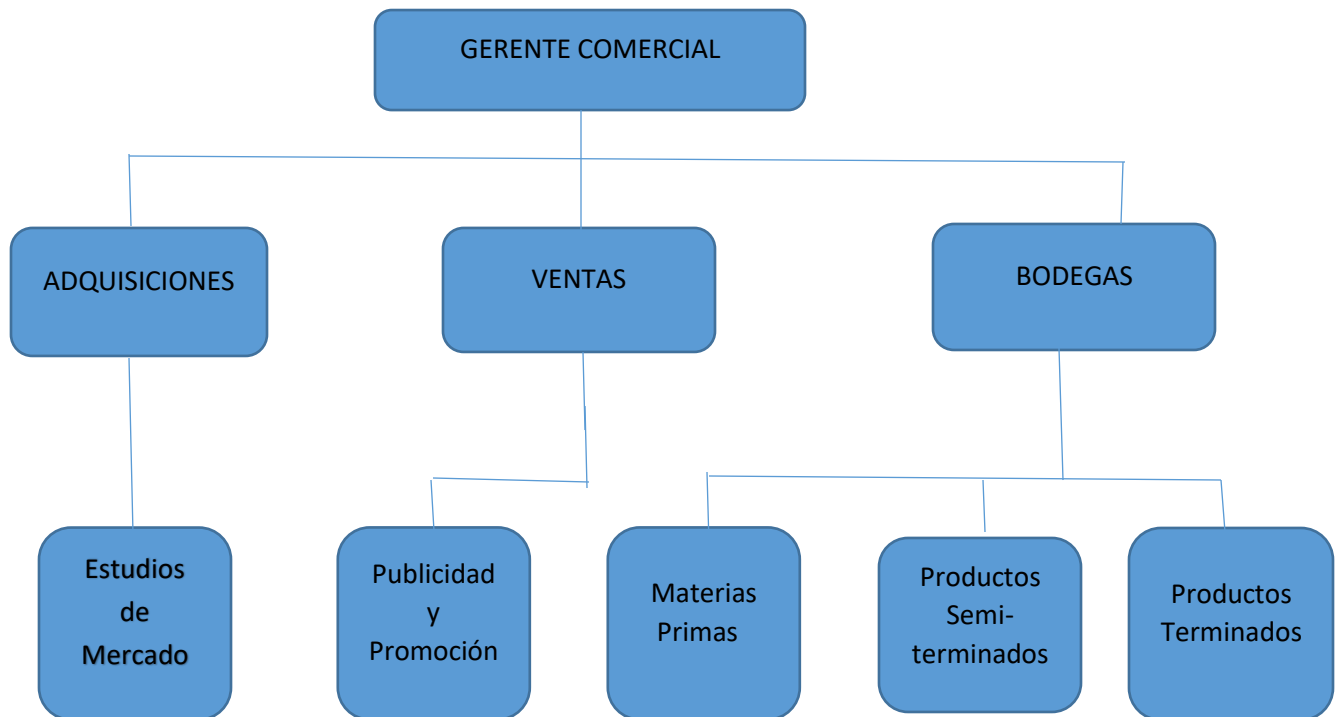 GERENTE COMERCIAL
ADQUISICIONES
VENTAS
BODEGAS
Estudios
de
Mercado
Publicidad
y
Promoción
Materias
Primas
Productos
Semi-
terminados
Productos
Terminados